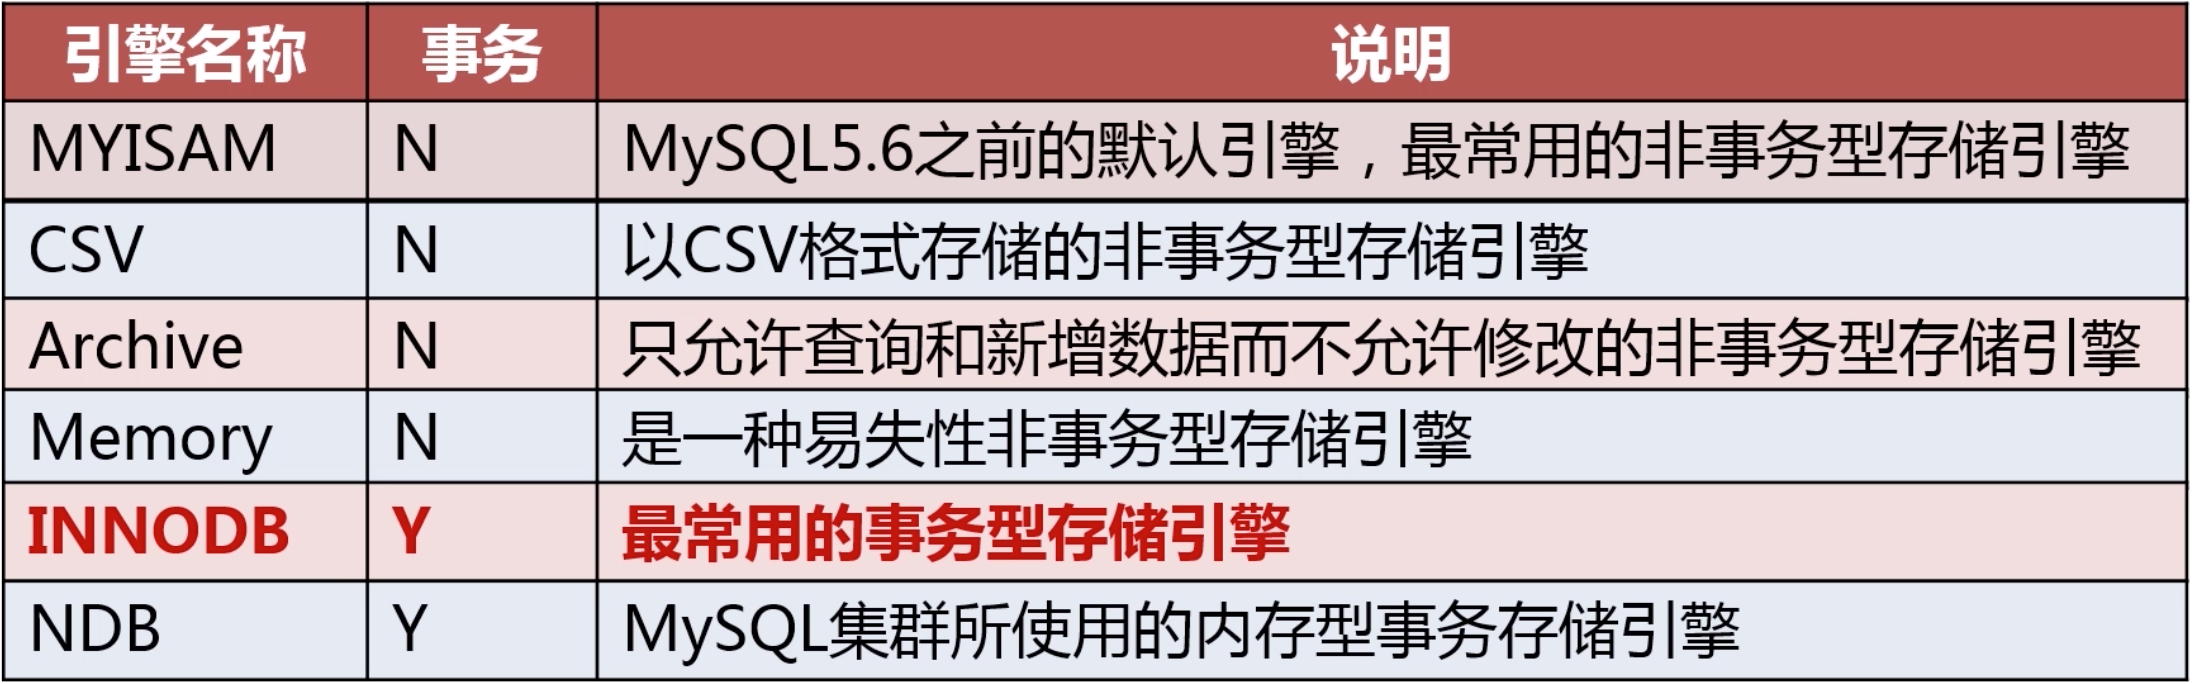 引擎名称 事务 说明
MYISAM N MySQL5.6之前的默认引擎，最常用的非事务型存储引擎
CSV N 以CSV格式存储的非事务型存储引擎
Archive N 只允许查询和新增数据而不允许修改的非事务型存储引擎
Memory N 是一种易失性非事务型存储引擎
INNODB Y 最常用的事务型存储引擎
NDB Y MySQL集群所使用的内存型事务存储引擎